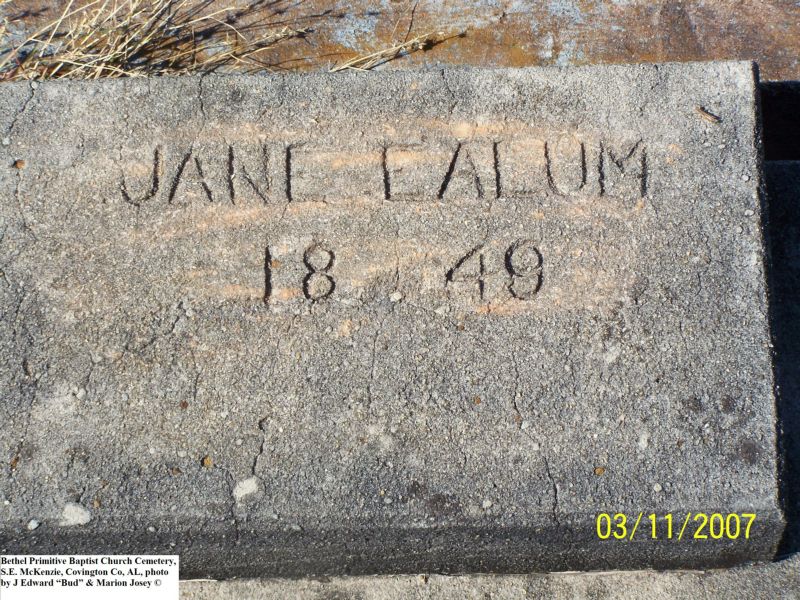 JANE EALUM
18 49
03/11/2007
Bethel Primitive Baptist Church Cemetery,
S.E. McKenzie, Covington Co, AL, photo
by J Edward “Bud” & Marion Josey ©